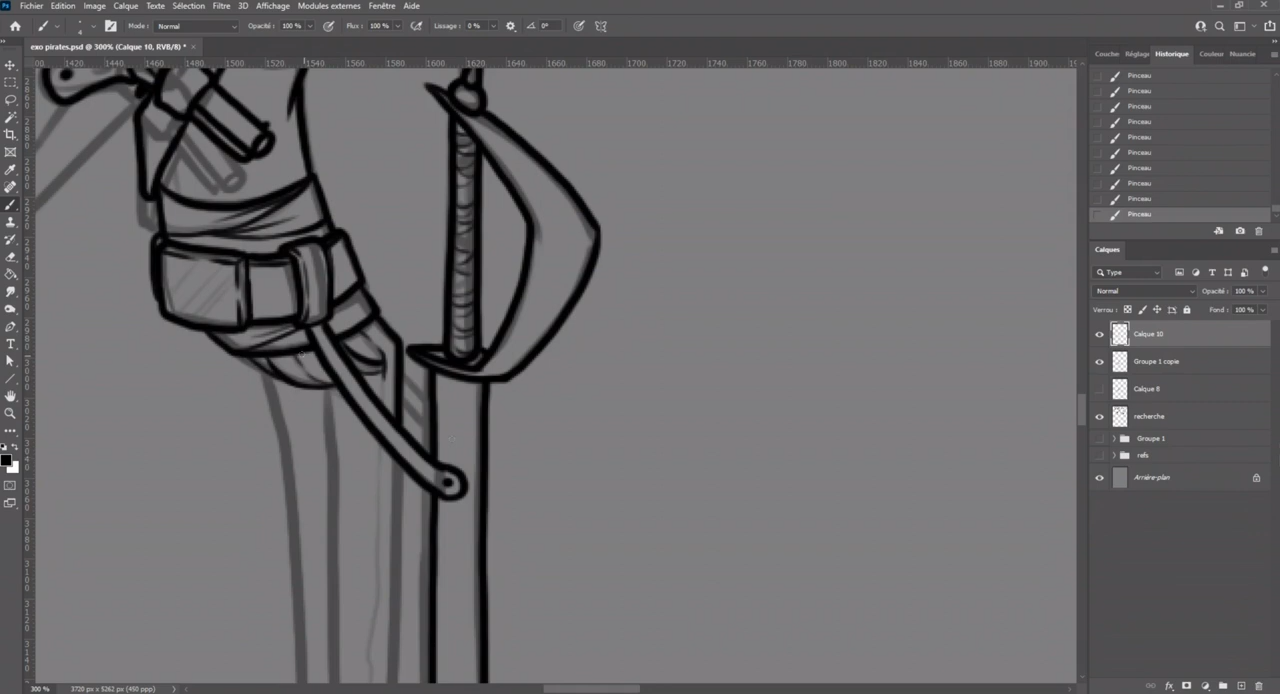 Fichier Edition Image Calque Texte Sélection Filtre 3D Affichage Modules externes Fenêtre Aide
4 Mode : Normal Opacité : 100 % Flux : 100 % Lissage : 0 % 0°
exo pirates.psd @ 300% (Calque 10, RVB/8) *
Couche Réglage Historique Couleur Nuancie
1420 1440 1460 1480 1500 1520 1540 1560 1580 1600 1620 1640 1660 1680 1700 1720 1740 1760 1780 1800 1820 1840 1860 1880 1900
Pinceau
Pinceau
Pinceau
Pinceau
Pinceau
Pinceau
Pinceau
Pinceau
Pinceau
Pinceau
Calques
Type
Normal Opacité : 100 %
Verrou : Fond : 100 %
Calque 10
Groupe 1 copie
Calque 8
recherche
Groupe 1
refs
Arrière-plan
300 % 3720 px x 5262 px (450 ppp)